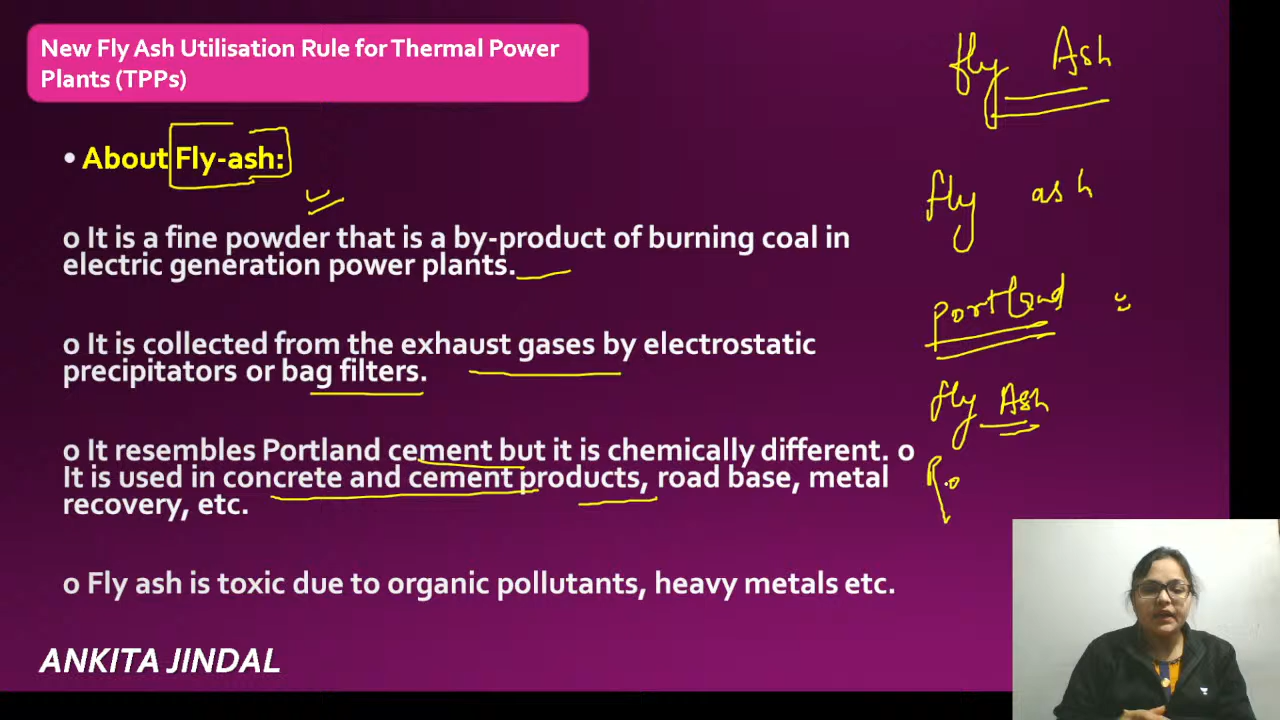 New Fly Ash Utilisation Rule for Thermal Power
Plants (TPPs)
• About Fly-ash:
o It is a fine powder that is a by-product of burning coal in
electric generation power plants.
o It is collected from the exhaust gases by electrostatic
precipitators or bag filters.
o It resembles Portland cement but it is chemically different. o
It is used in concrete and cement products, road base, metal
recovery, etc.
o Fly ash is toxic due to organic pollutants, heavy metals etc.
ANKITA JINDAL
fly Ash
fly ash
portland
fly Ash